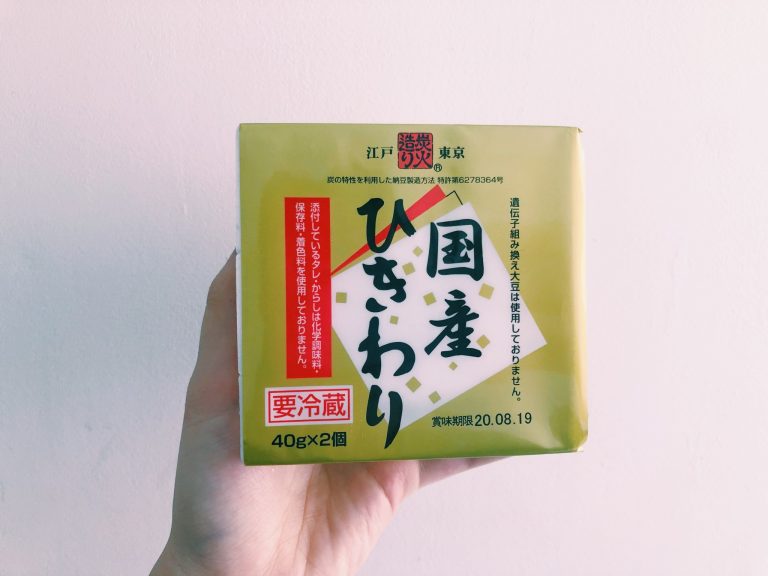 江戸 炭火造り® 東京
炭の特性を利用した納豆製造方法 特許第6278364号
遺伝子組み換え大豆は使用しておりません。
国産
ひきわり
添付しているタレ・からしは化学調味料・
保存料・着色料を使用しておりません。
要冷蔵
40g×2個
賞味期限20.08.19